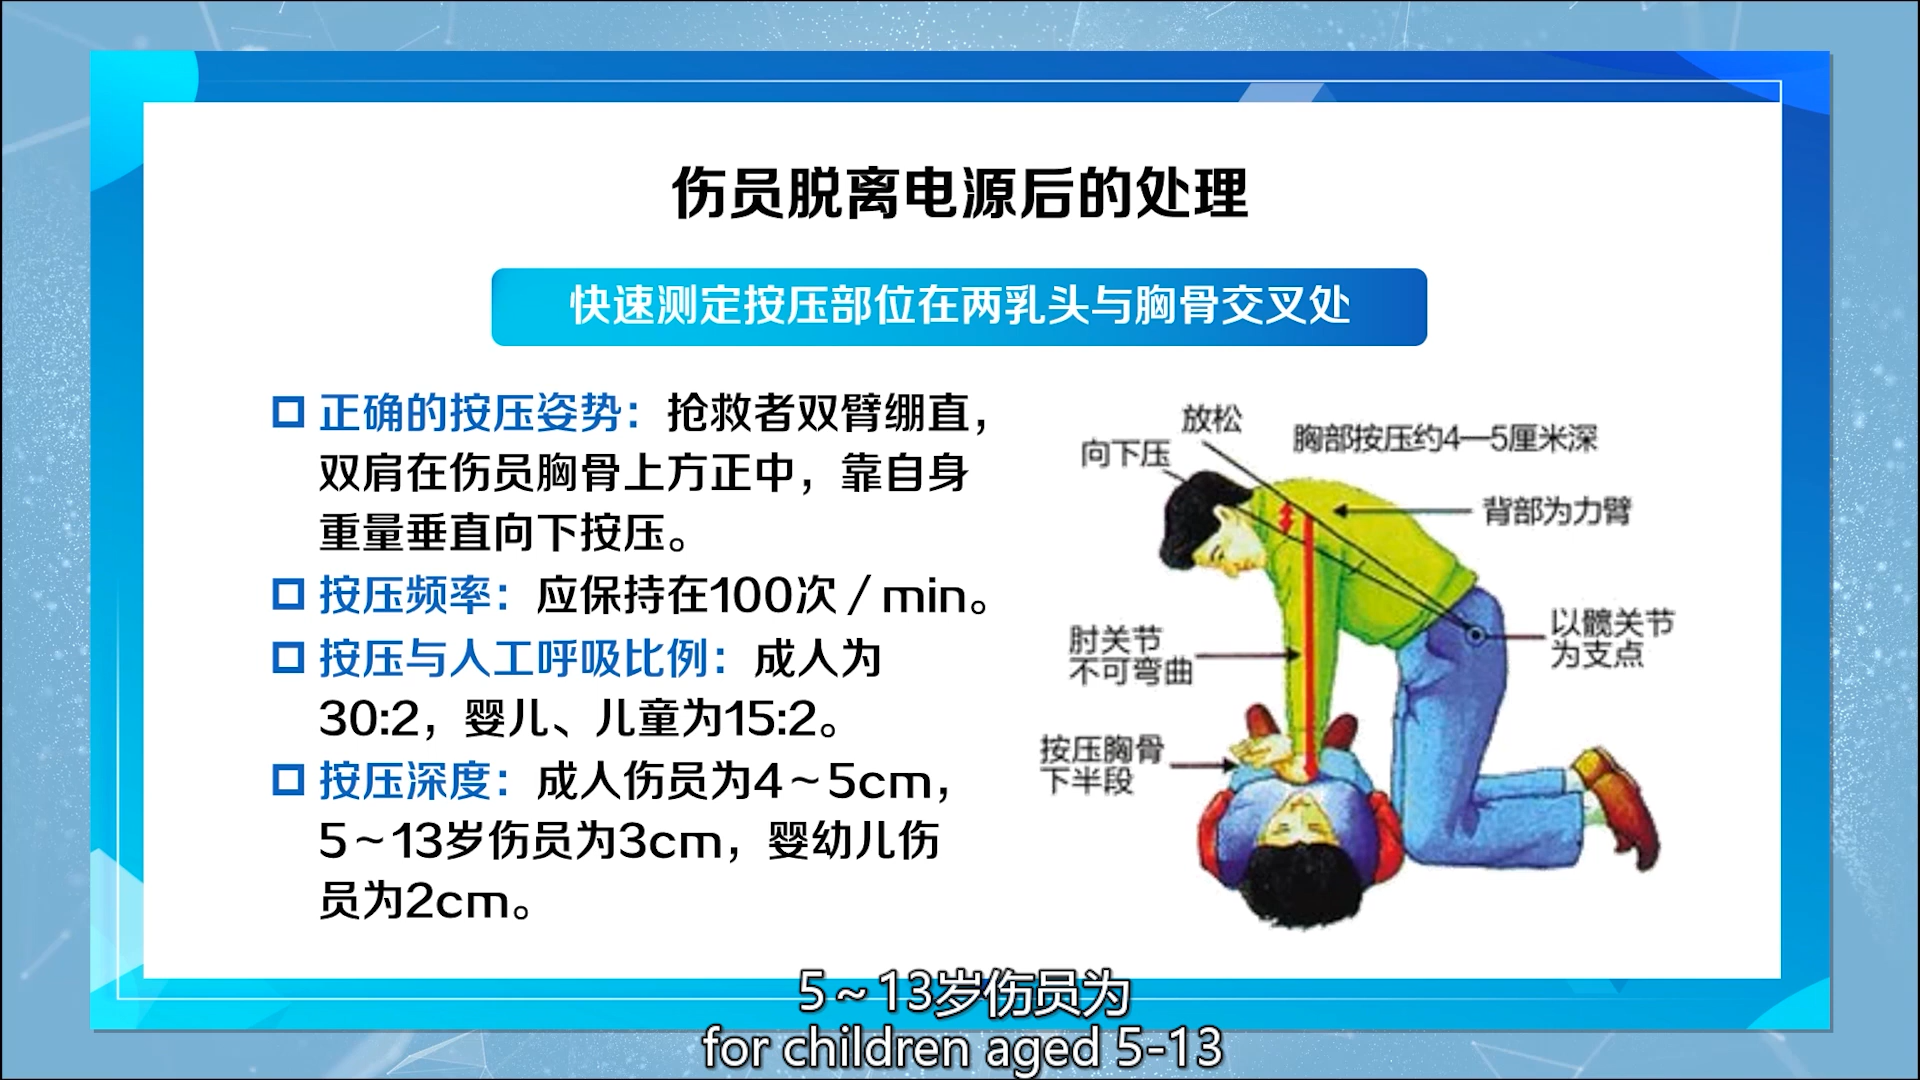 伤员脱离电源后的处理
快速测定按压部位在两乳头与胸骨交叉处
正确的按压姿势：抢救者双臂绷直，
双肩在伤员胸骨上方正中，靠自身
重量垂直向下按压。
按压频率：应保持在100次／min。
按压与人工呼吸比例：成人为
30:2，婴儿、儿童为15:2。
按压深度：成人伤员为4～5cm，
5～13岁伤员为3cm，婴幼儿伤
员为2cm。
放松
向下压
胸部按压约4—5厘米深
背部为力臂
以髋关节
为支点
肘关节
不可弯曲
按压胸骨
下半段
5～13岁伤员为
for children aged 5-13